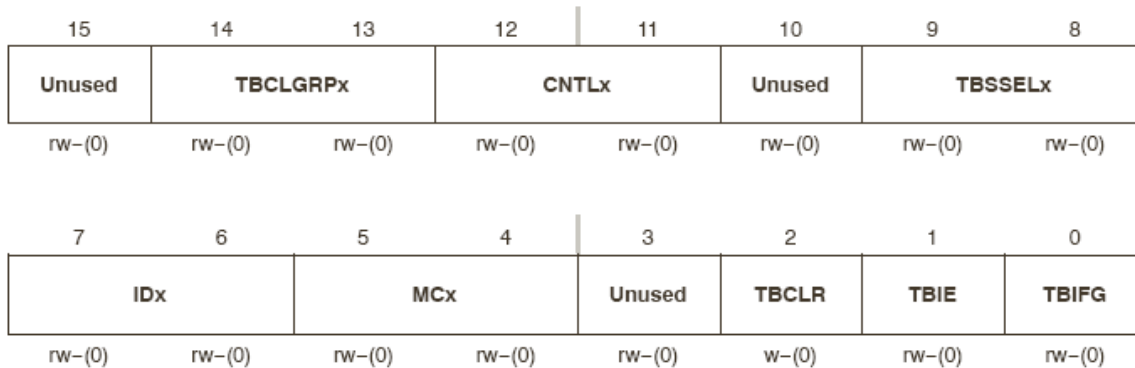 15 14 13 12 11 10 9 8
Unused TBCLGRPx CNTLx Unused TBSSELx
rw−(0) rw−(0) rw−(0) rw−(0) rw−(0) rw−(0) rw−(0) rw−(0)
7 6 5 4 3 2 1 0
IDx MCx Unused TBCLR TBIE TBIFG
rw−(0) rw−(0) rw−(0) rw−(0) rw−(0) w−(0) rw−(0) rw−(0)